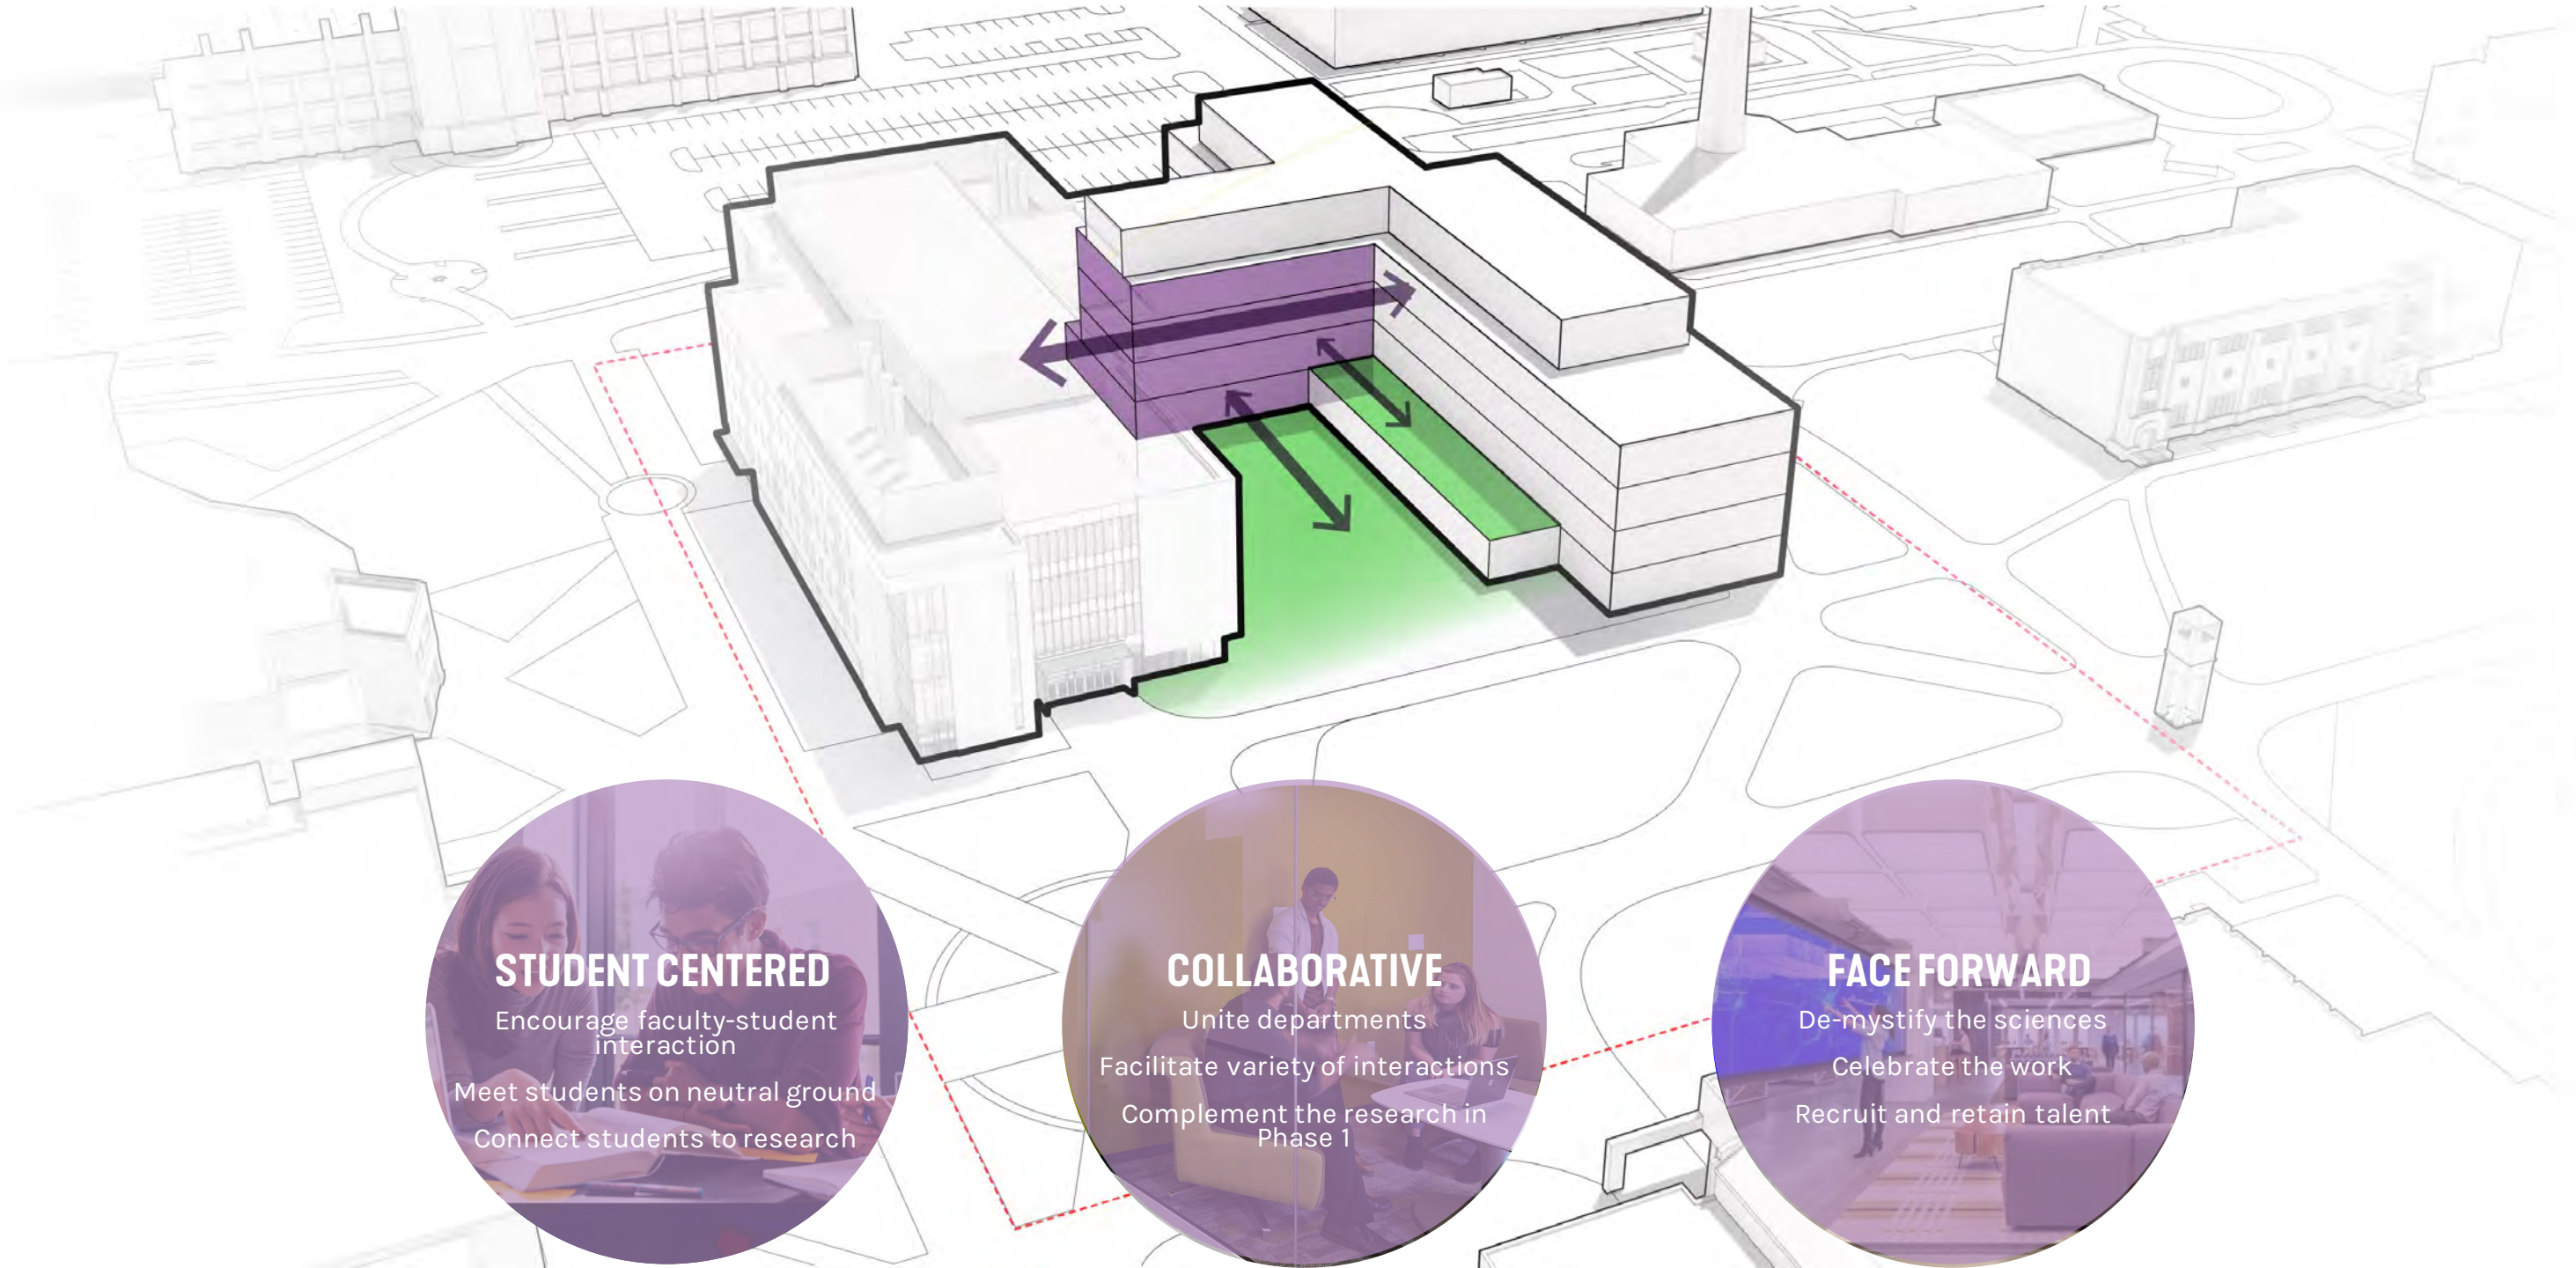 STUDENT CENTERED
Encourage faculty-student
interaction
Meet students on neutral ground
Connect students to research
COLLABORATIVE
Unite departments
Facilitate variety of interactions
Complement the research in
Phase 1
FACE FORWARD
De-mystify the sciences
Celebrate the work
Recruit and retain talent